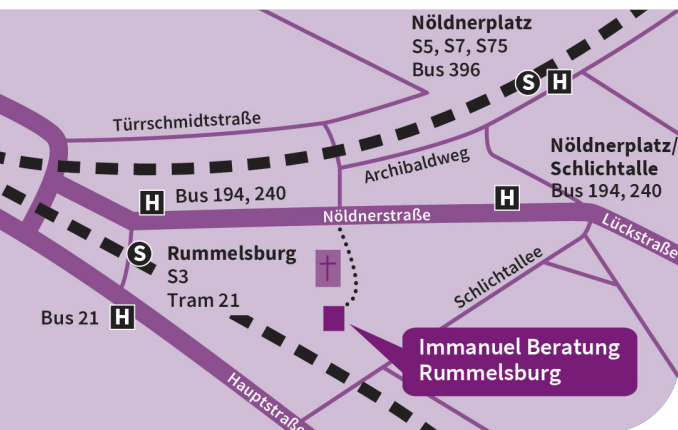 Nöldnerplatz
S5, S7, S75
Bus 396
S
H
Türrschmidtstraße
Archibaldweg
Nöldnerplatz/
Schlichtalle
Bus 194, 240
H
Bus 194, 240
H
Nöldnerstraße
Lückstraße
S
Rummelsburg
S3
Tram 21
Schlichtallee
Bus 21
H
Immanuel Beratung
Rummelsburg
Hauptstraße